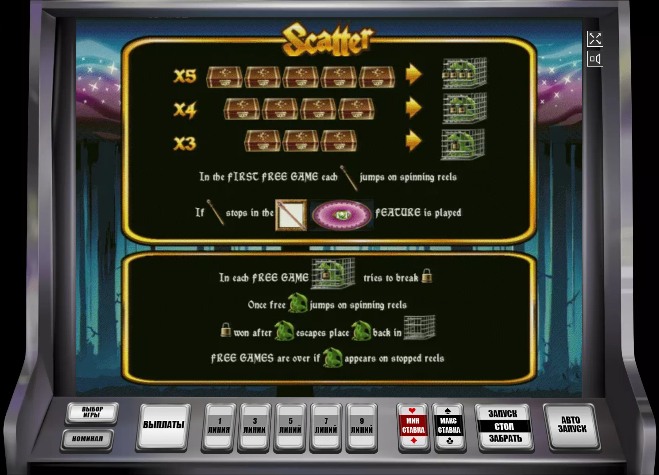 Scatter
X5
X4
X3
In the FIRST FREE GAME each jumps on spinning reels
If stops in the FEATURE is played
In each FREE GAME tries to break
Once free jumps on spinning reels
won after escapes place back in
FREE GAMES are over if appears on stopped reels
ВЫБОР ИГРЫ
НОМИНАЛ
ВЫПЛАТЫ
1 ЛИНИЯ
3 ЛИНИИ
5 ЛИНИЙ
7 ЛИНИЙ
9 ЛИНИЙ
МИН СТАВКА
МАКС СТАВКА
ЗАПУСК
СТОП
ЗАБРАТЬ
АВТО ЗАПУСК